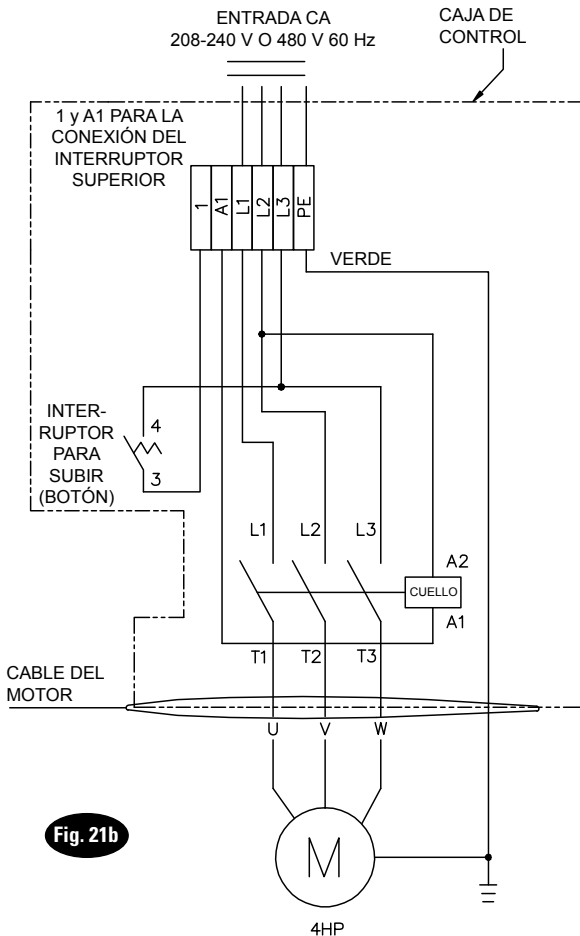 ENTRADA CA
208-240 V O 480 V 60 Hz
CAJA DE
CONTROL
1 y A1 PARA LA
CONEXIÓN DEL
INTERRUPTOR
SUPERIOR
1
A1
L1
L2
L3
PE
VERDE
INTER-
RUPTOR
PARA
SUBIR
(BOTÓN)
4
3
L1
L2
L3
A2
CUELLO
A1
T1
T2
T3
CABLE DEL
MOTOR
U
V
W
M
Fig. 21b
4HP